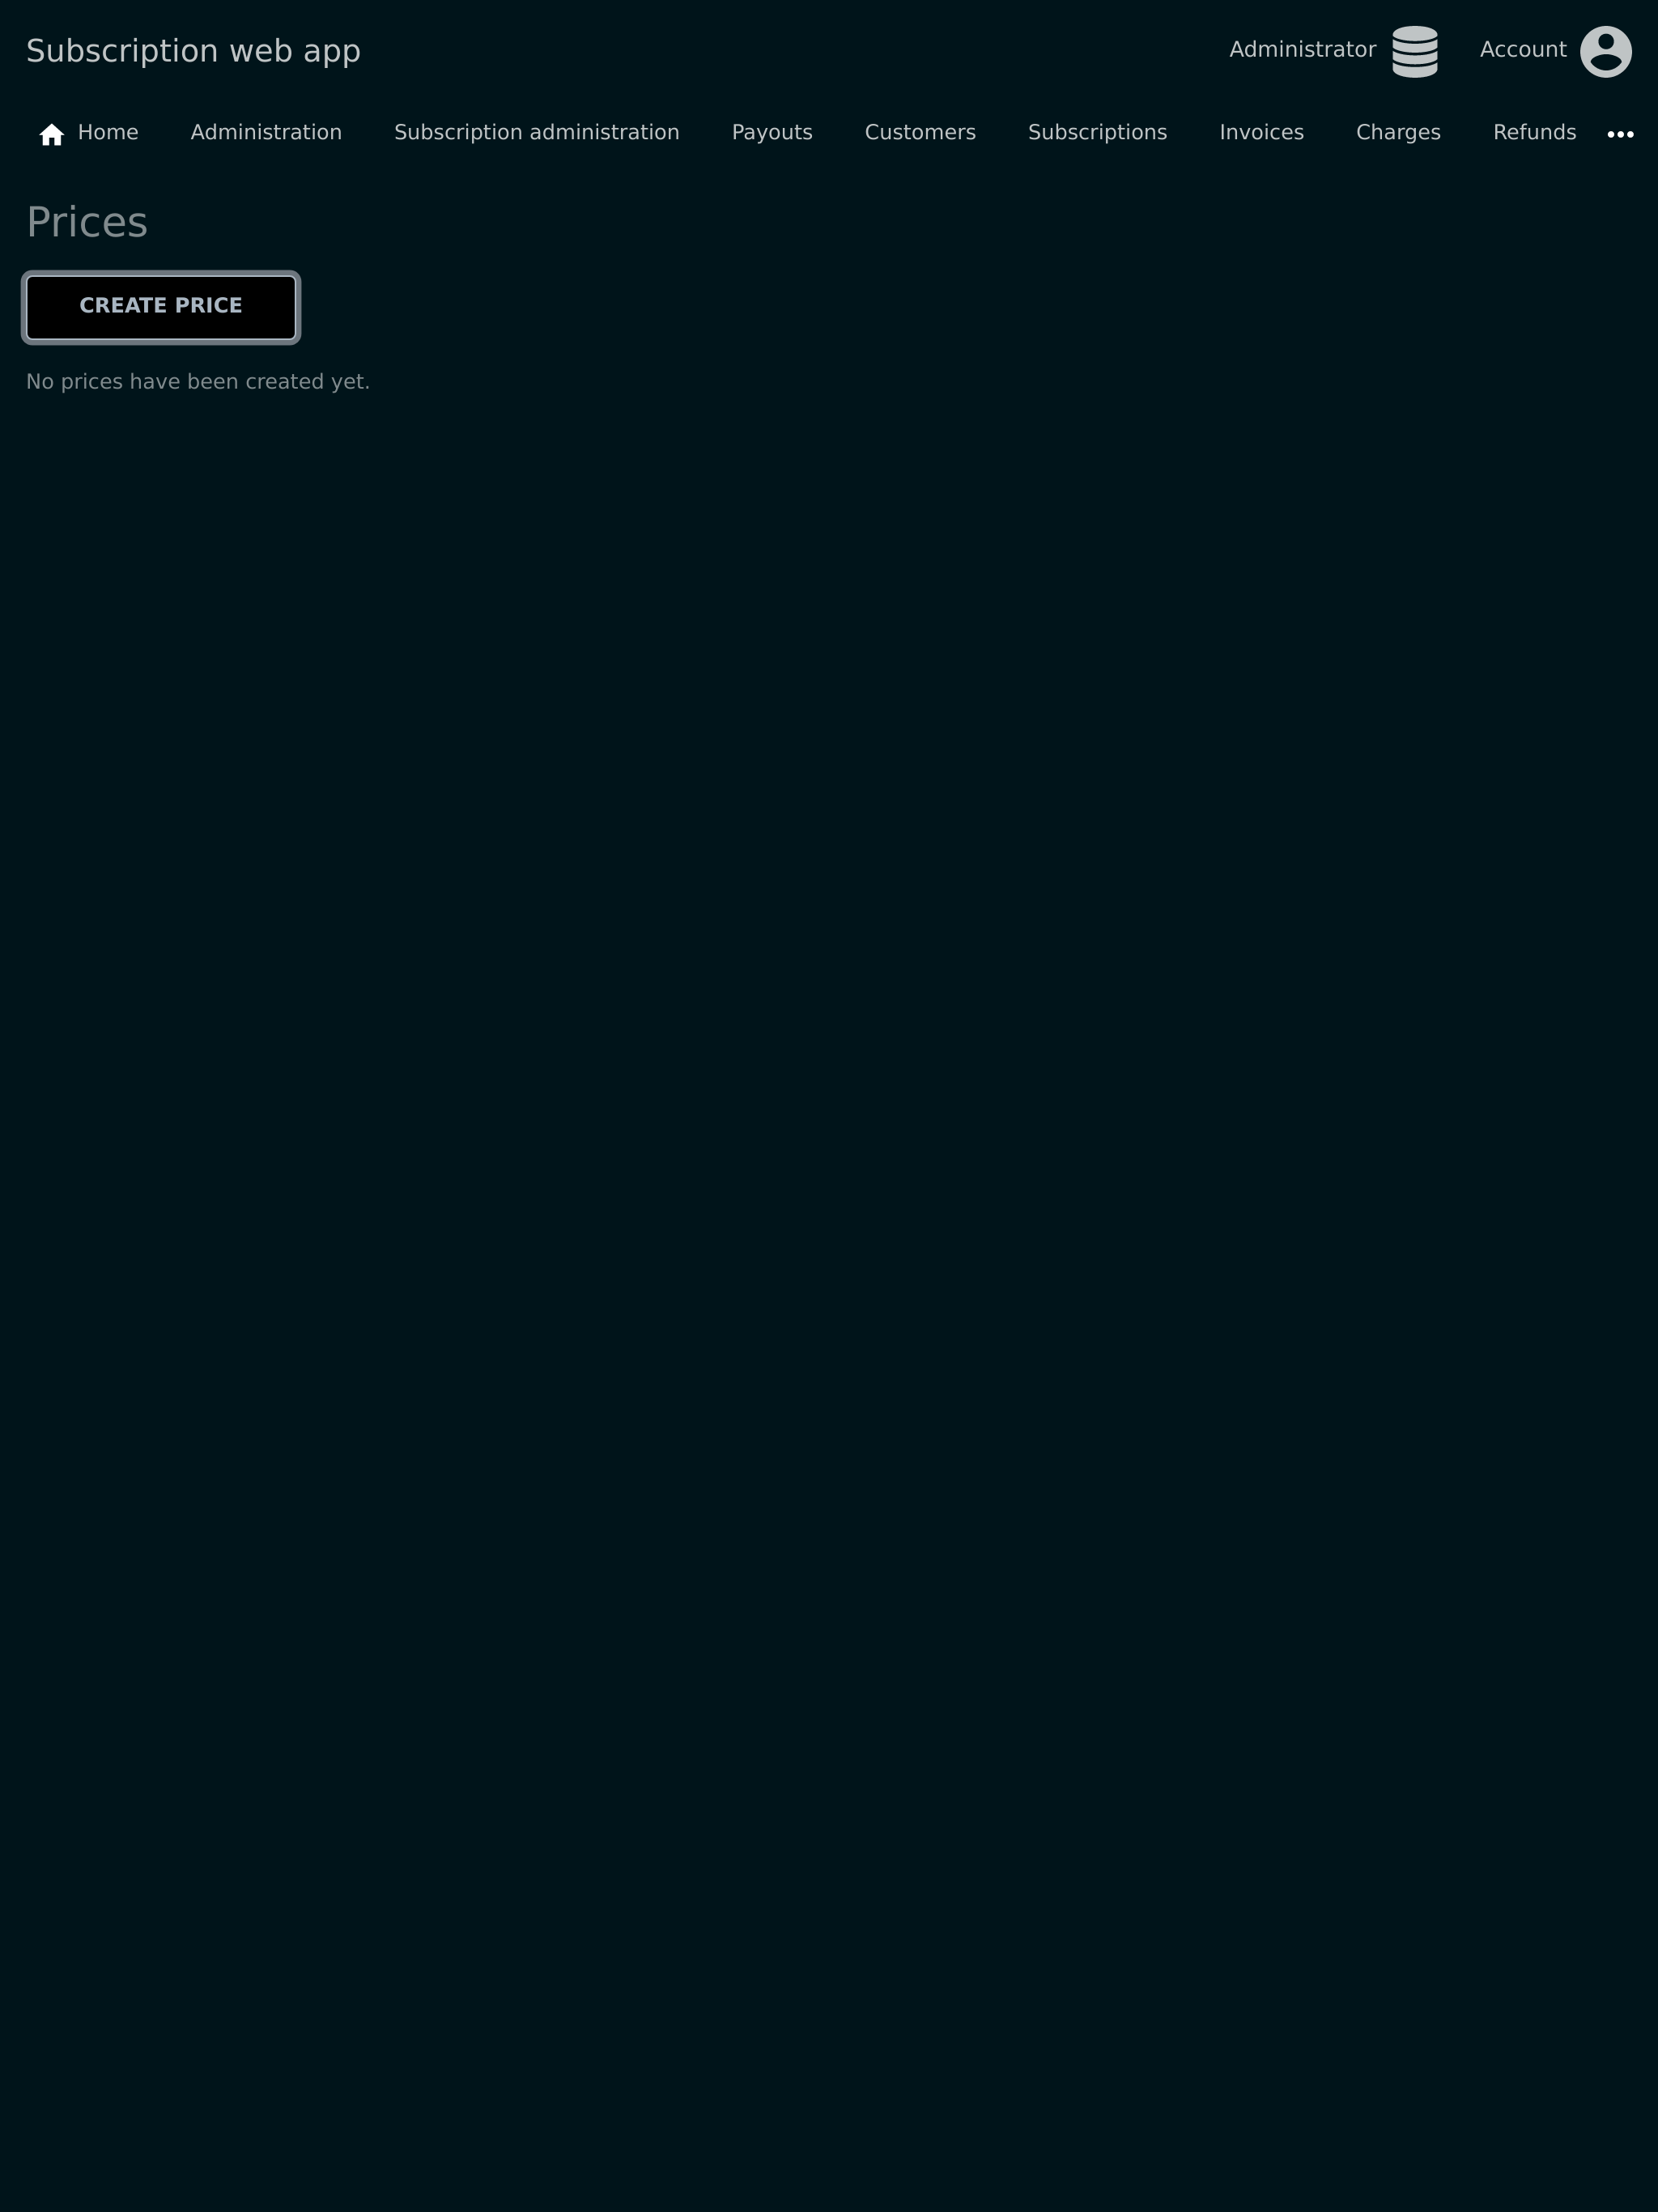 Subscription web app
Administrator
Account
Home
Administration
Subscription administration
Payouts
Customers
Subscriptions
Invoices
Charges
Refunds
Prices
CREATE PRICE
No prices have been created yet.